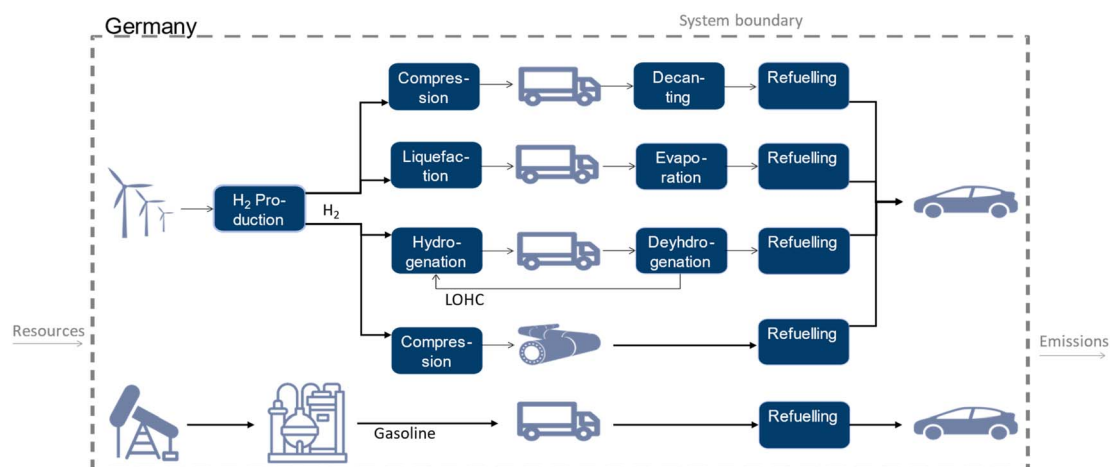 Germany
System boundary
Compres-
sion
Decan-
ting
Refuelling
Liquefac-
tion
Evapo-
ration
Refuelling
H₂ Pro-
duction
H₂
Hydro-
genation
Deyhdro-
genation
Refuelling
LOHC
Resources
Compres-
sion
Refuelling
Emissions
Gasoline
Refuelling